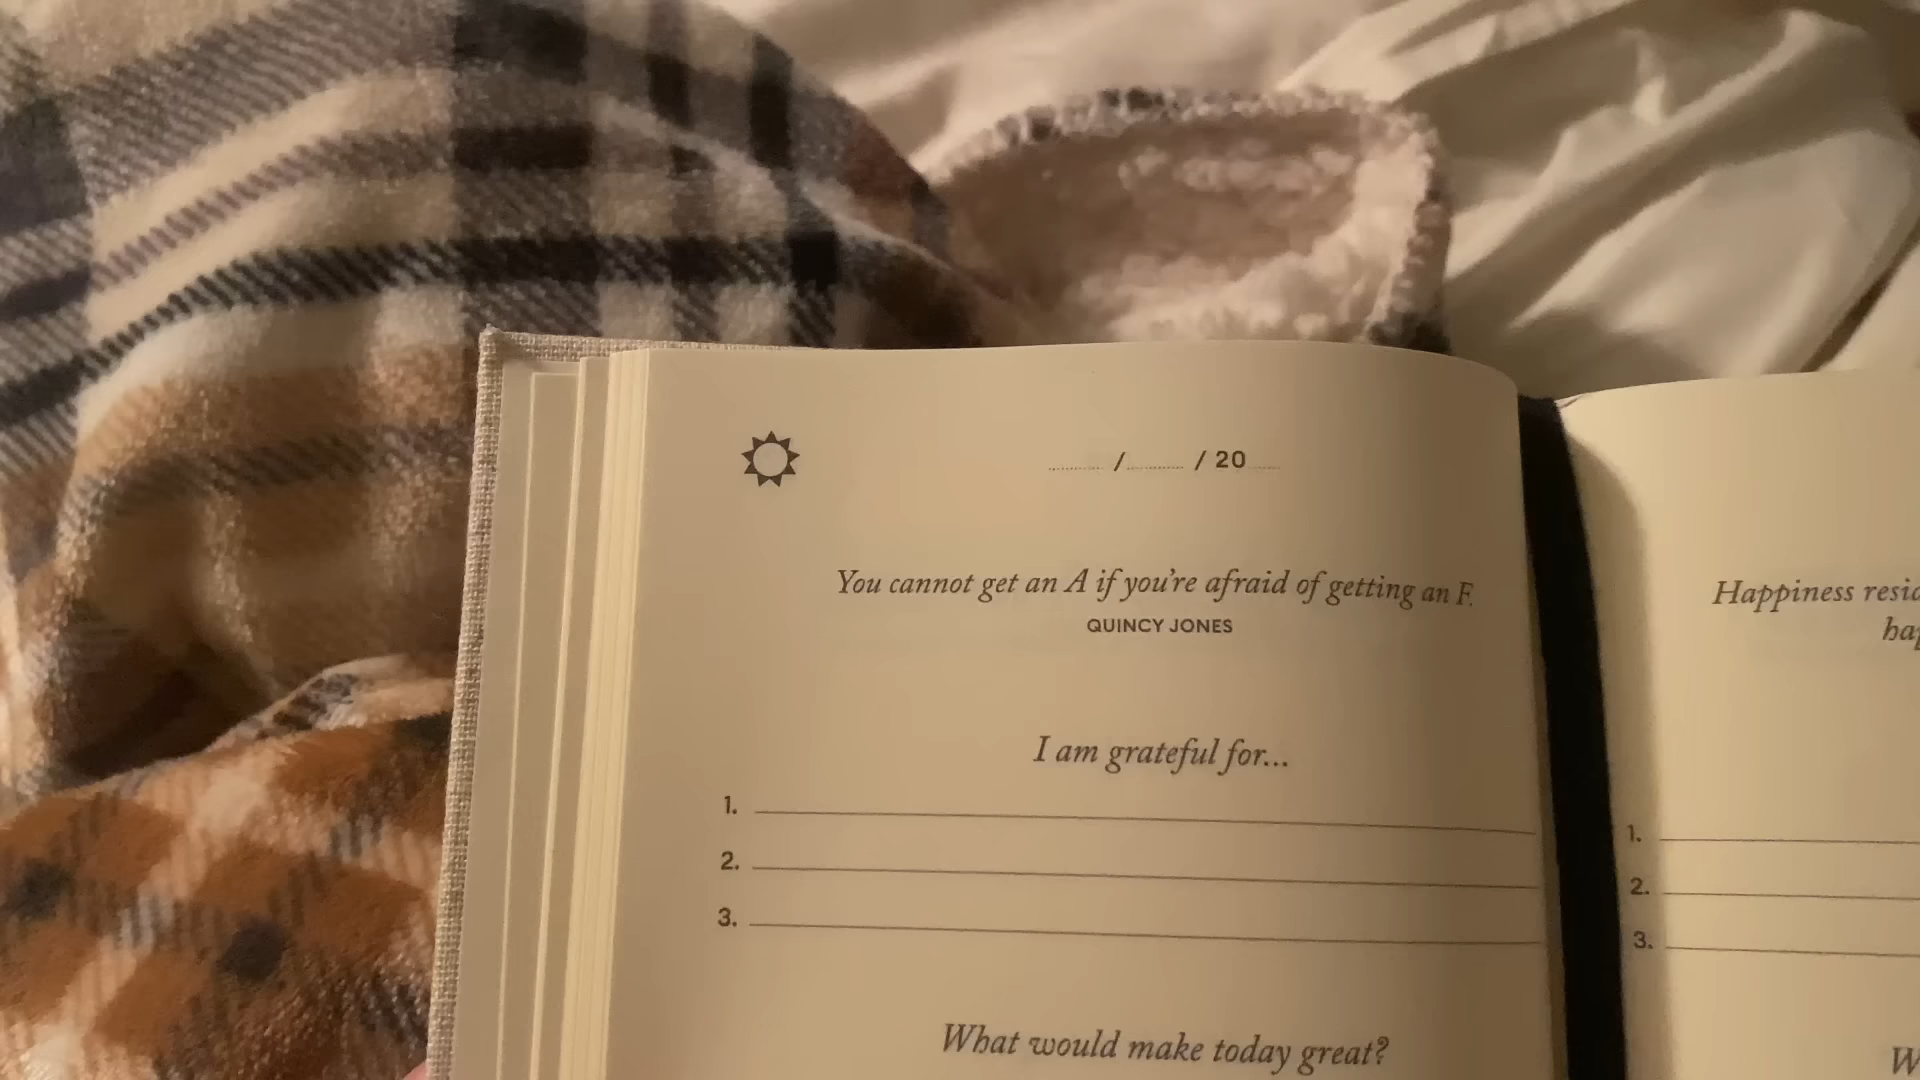 / / 20
You cannot get an A if you're afraid of getting an F.
QUINCY JONES
I am grateful for...
1.
2.
3.
What would make today great?
Happiness
1.
2.
3.